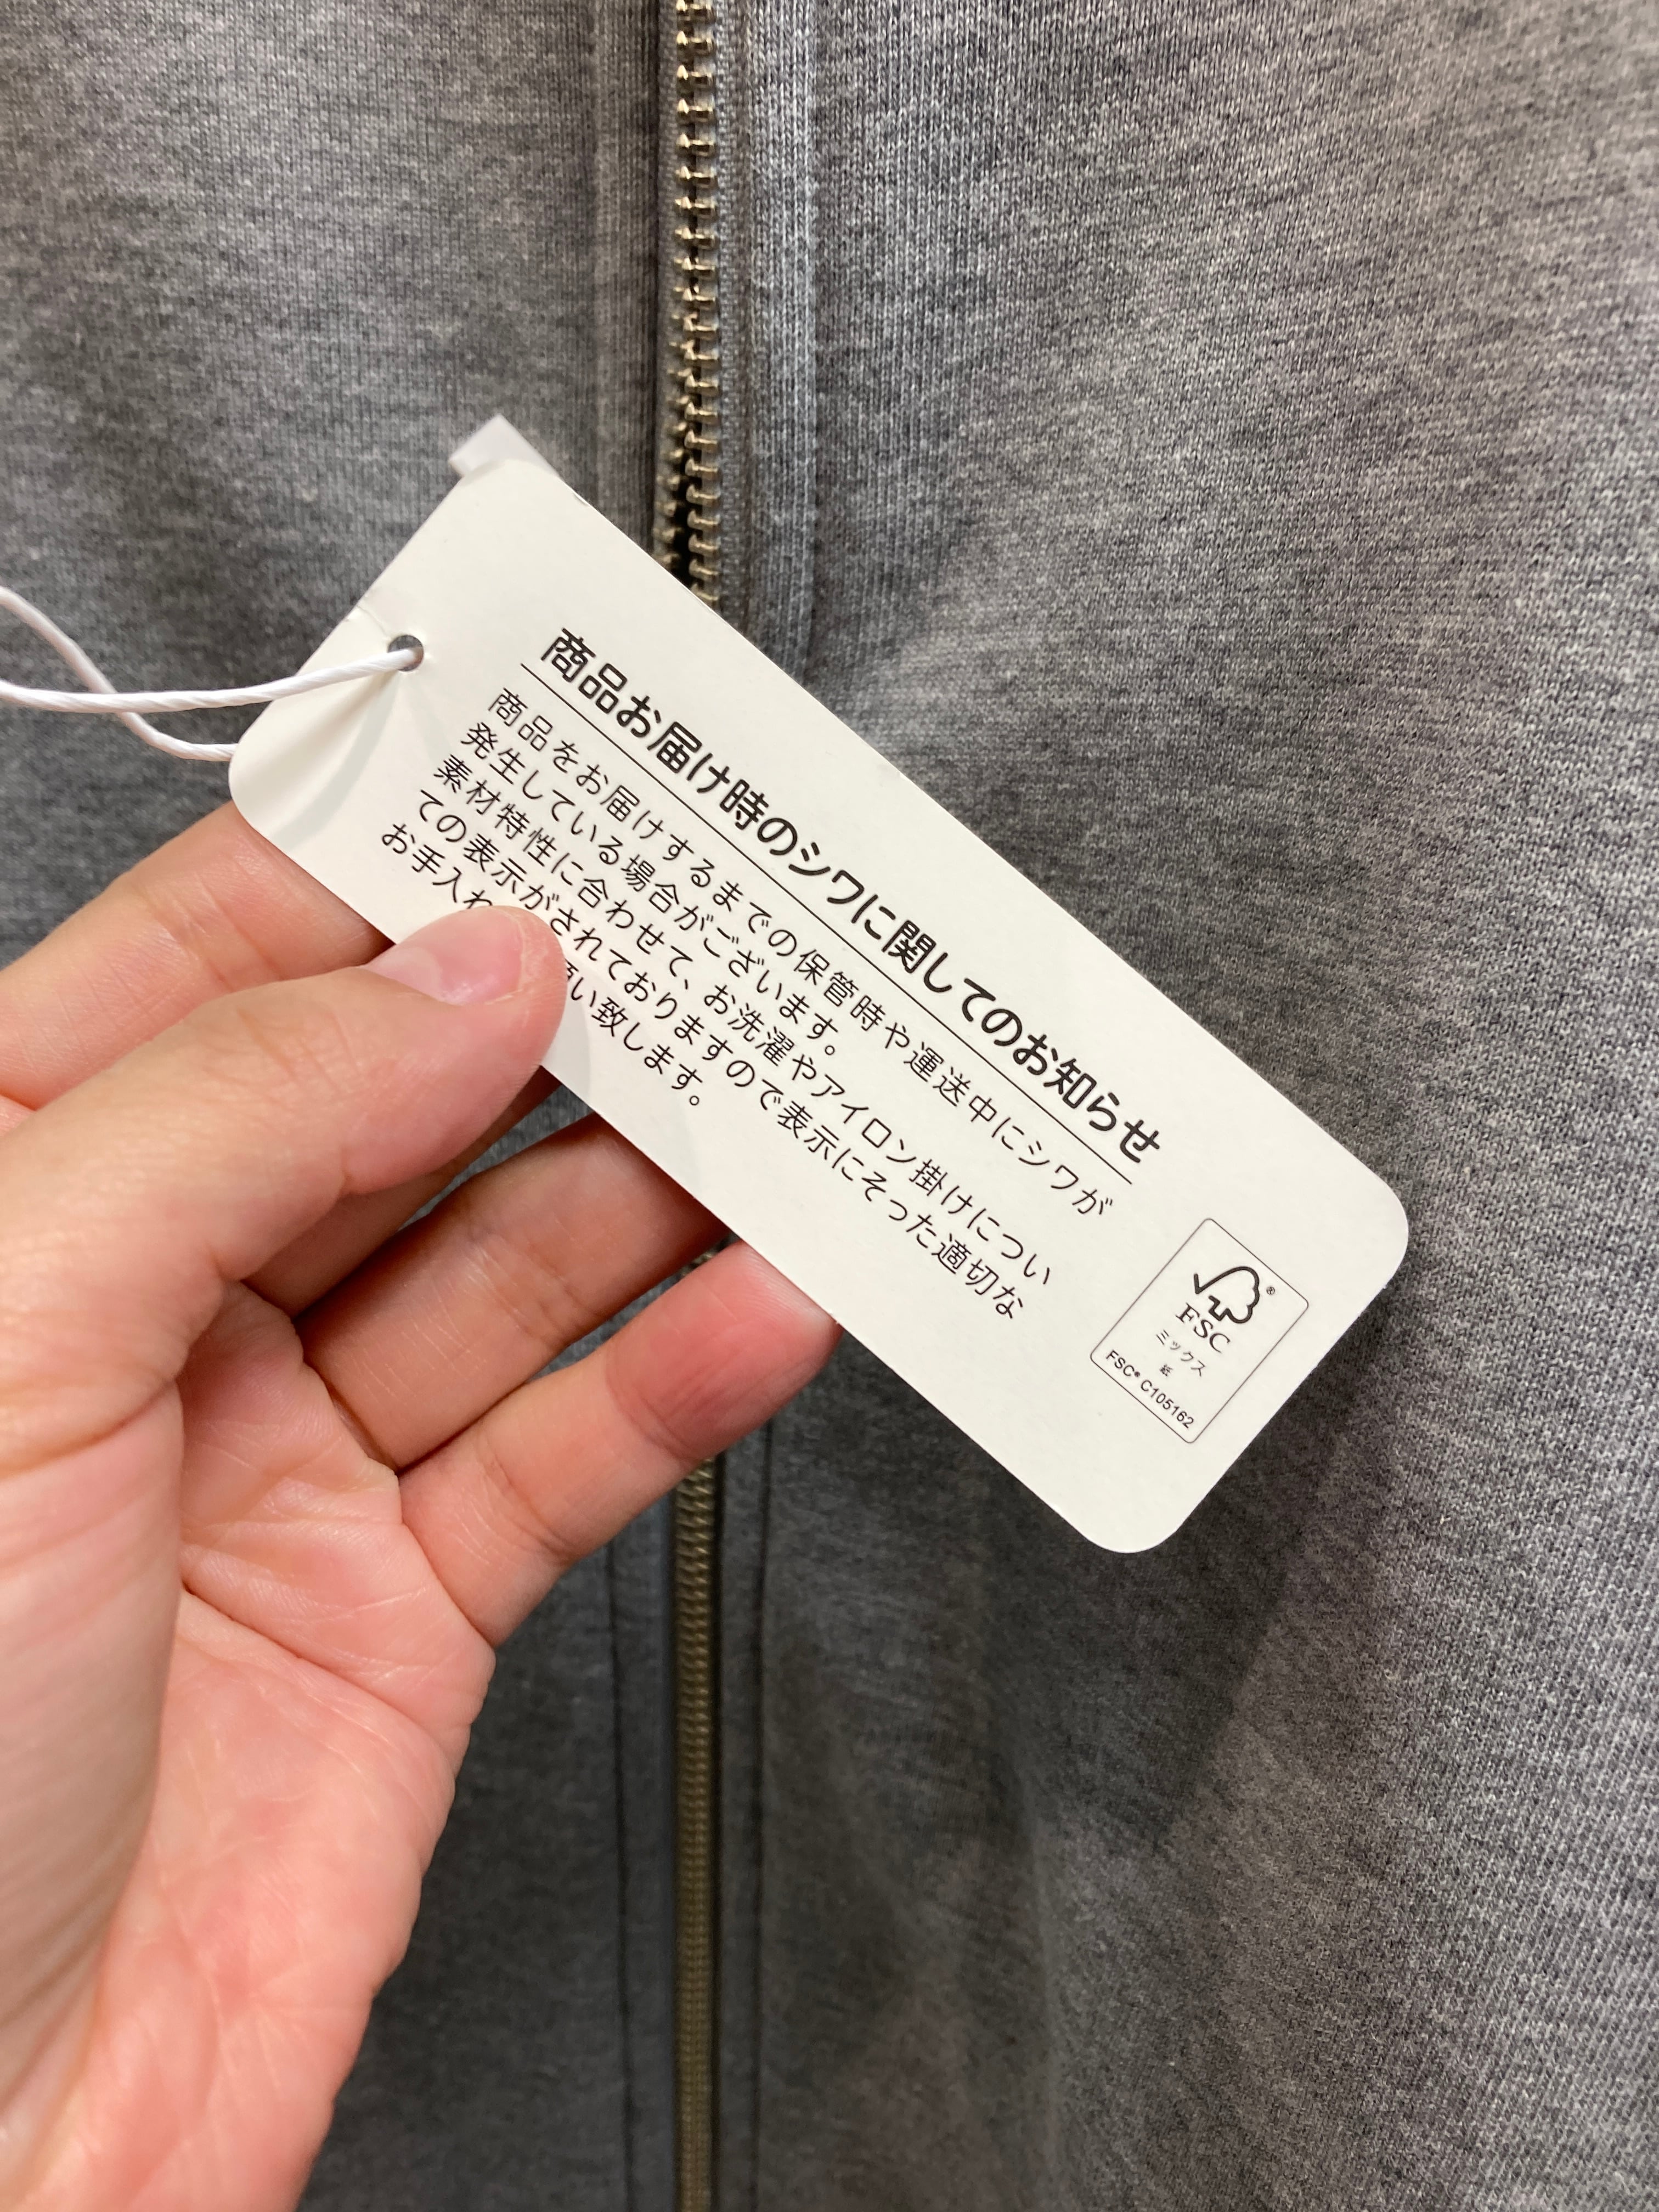 商品お届け時のシワに関してのお知らせ
商品をお届けするまでの保管時や運送中にシワが
発生している場合がございます。
素材特性に合わせて、お洗濯やアイロン掛けについ
ての表示がされておりますので表示にそった適切な
お手入れ 願い致します。
FSC®
ミックス
紙
FSC® C105162